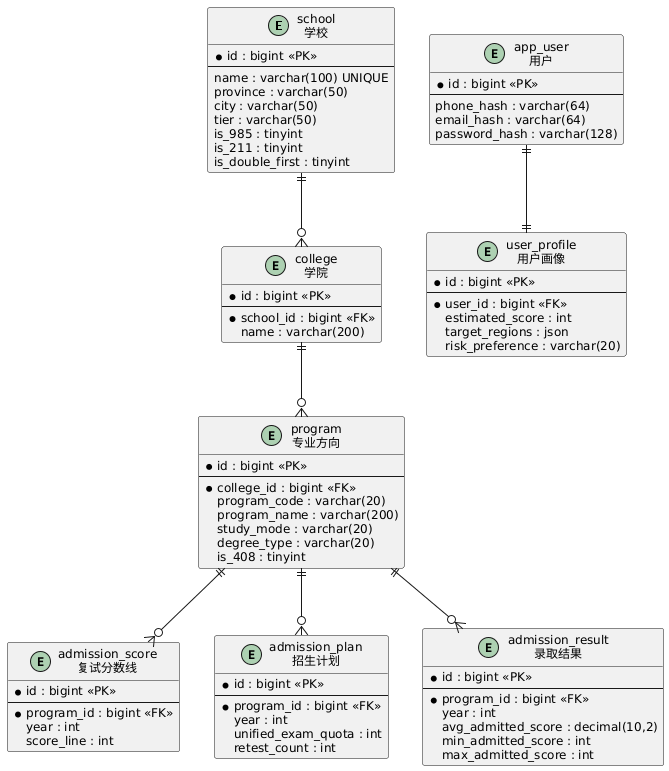 E
school
学校
id : bigint «PK»
name : varchar(100) UNIQUE
province : varchar(50)
city : varchar(50)
tier : varchar(50)
is_985 : tinyint
is_211 : tinyint
is_double_first : tinyint
E
app_user
用户
id : bigint «PK»
phone_hash : varchar(64)
email_hash : varchar(64)
password_hash : varchar(128)
E
college
学院
id : bigint «PK»
school_id : bigint «FK»
name : varchar(200)
E
user_profile
用户画像
id : bigint «PK»
user_id : bigint «FK»
estimated_score : int
target_regions : json
risk_preference : varchar(20)
E
program
专业方向
id : bigint «PK»
college_id : bigint «FK»
program_code : varchar(20)
program_name : varchar(200)
study_mode : varchar(20)
degree_type : varchar(20)
is_408 : tinyint
E
admission_score
复试分数线
id : bigint «PK»
program_id : bigint «FK»
year : int
score_line : int
E
admission_plan
招生计划
id : bigint «PK»
program_id : bigint «FK»
year : int
unified_exam_quota : int
retest_count : int
E
admission_result
录取结果
id : bigint «PK»
program_id : bigint «FK»
year : int
avg_admitted_score : decimal(10,2)
min_admitted_score : int
max_admitted_score : int